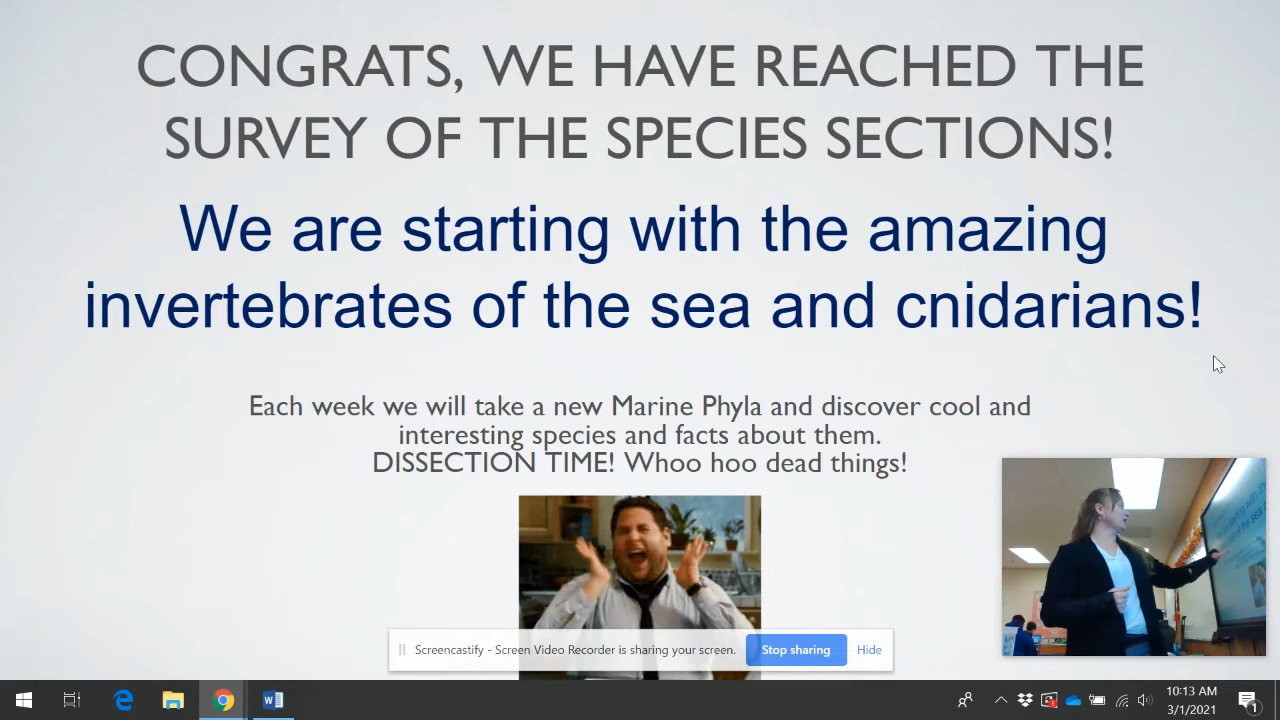 CONGRATS, WE HAVE REACHED THE
SURVEY OF THE SPECIES SECTIONS!
We are starting with the amazing
invertebrates of the sea and cnidarians!
Each week we will take a new Marine Phyla and discover cool and
interesting species and facts about them.
DISSECTION TIME! Whoo hoo dead things!
Screencastify - Screen Video Recorder is sharing your screen.
Stop sharing
Hide
10:13 AM
3/1/2021
1